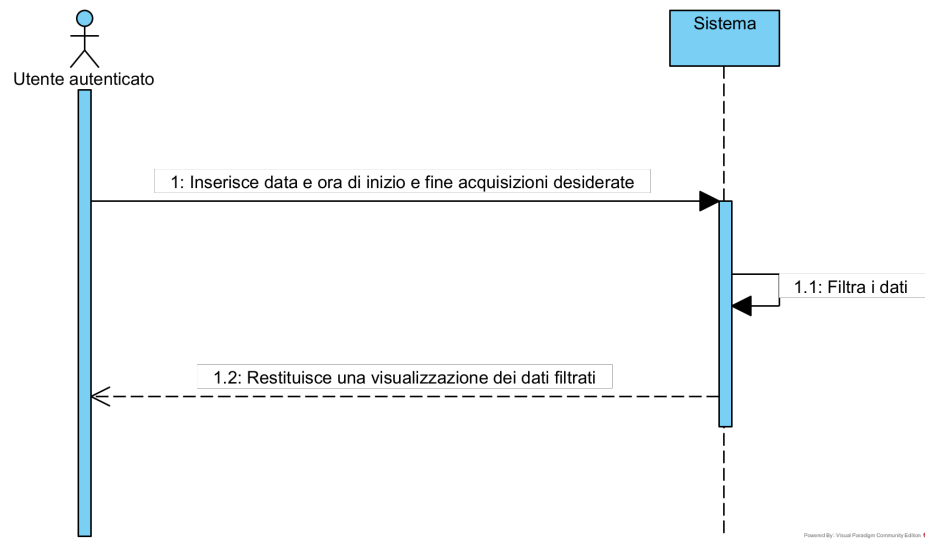 Sistema
Utente autenticato
1: Inserisce data e ora di inizio e fine acquisizioni desiderate
1.1: Filtra i dati
1.2: Restituisce una visualizzazione dei dati filtrati
Powered By: Visual Paradigm Community Edition